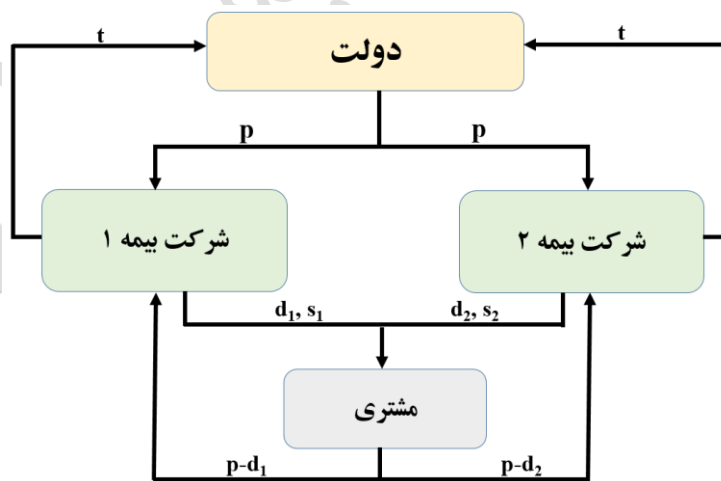 t
دولت
t
p
p
شرکت بیمه ۱
شرکت بیمه ۲
d₁, s₁
d₂, s₂
مشتری
p-d₁
p-d₂